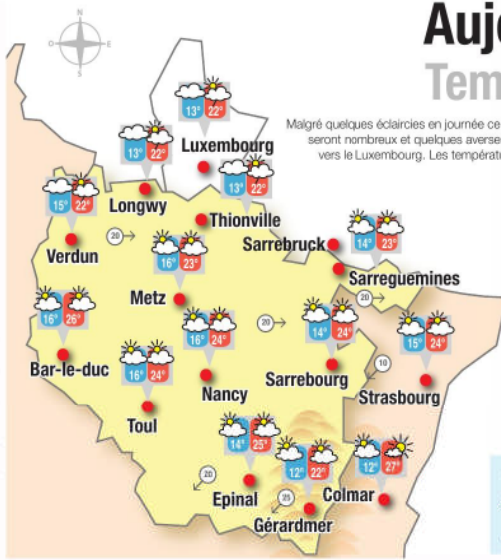 Aujo
Tem
Malgré quelques éclaircies en journée ce
seront nombreux et quelques averse
vers le Luxembourg. Les températ
N
O E
S
13° 22°
Luxembourg
13° 22°
Longwy
13° 22°
Thionville
15° 22°
Verdun
20
14° 23°
Sarrebruck
16° 23°
Metz
Sarreguemines
20
16° 26°
Bar-le-duc
20
16° 24°
Nancy
14° 24°
Sarrebourg
15° 24°
Strasbourg
10
16° 24°
Toul
14° 25°
Epinal
20
12° 22°
Gérardmer
25
12° 27°
Colmar